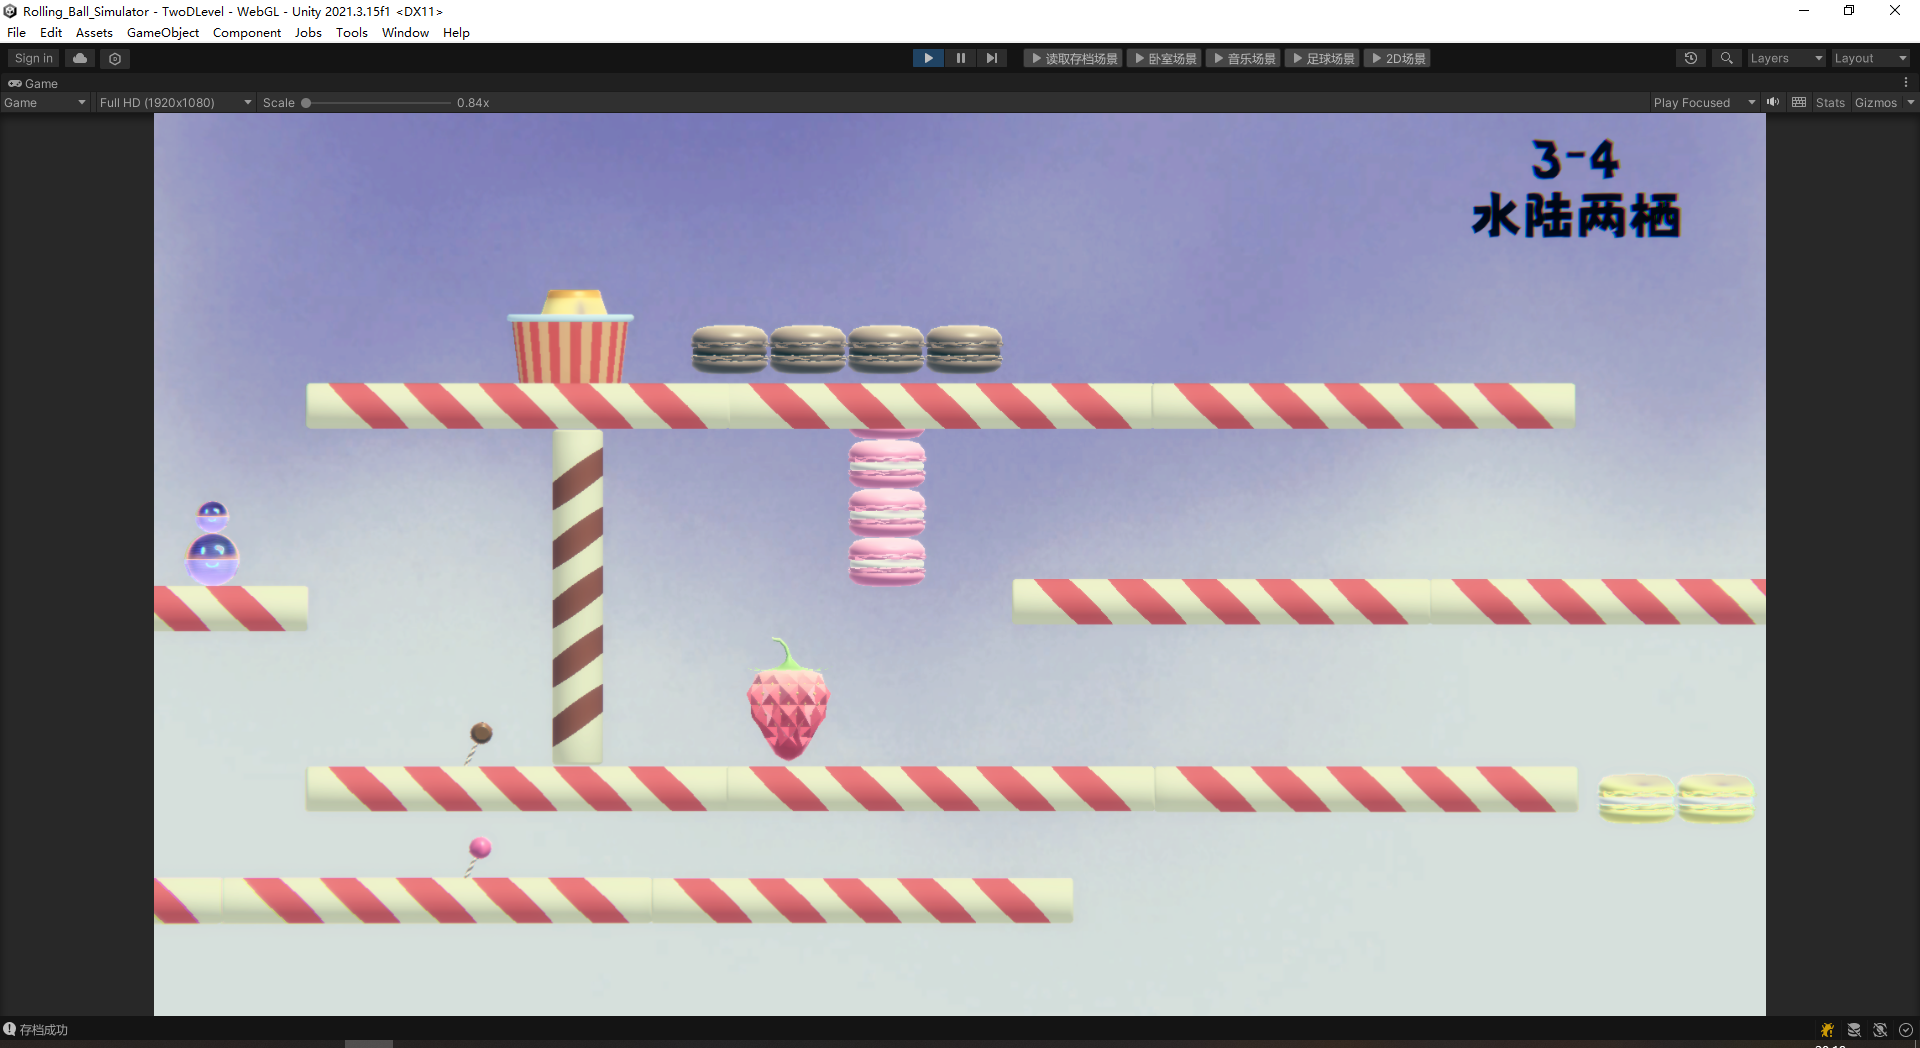 Rolling_Ball_Simulator - TwoDLevel - WebGL - Unity 2021.3.15f1 <DX11>
File Edit Assets GameObject Component Jobs Tools Window Help
Sign in 读取存档场景 卧室场景 音乐场景 足球场景 2D场景 Layers Layout
Game
Game Full HD (1920x1080) Scale 0.84x Play Focused Stats Gizmos
3-4
水陆两栖
存档成功